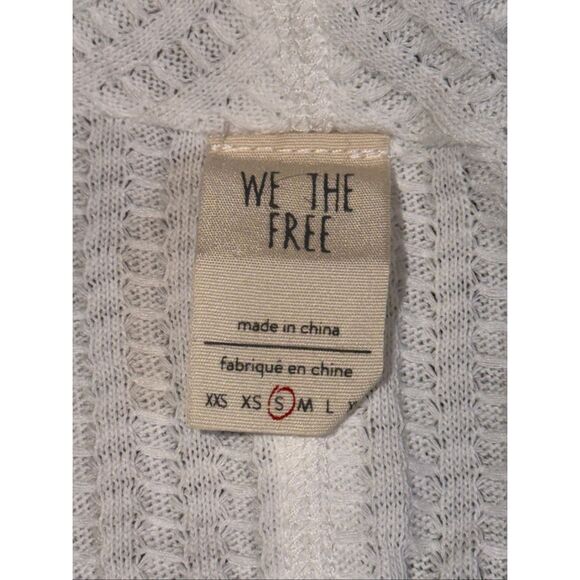 WE THE
FREE
made in china
fabriqué en chine
XXS XS S M L